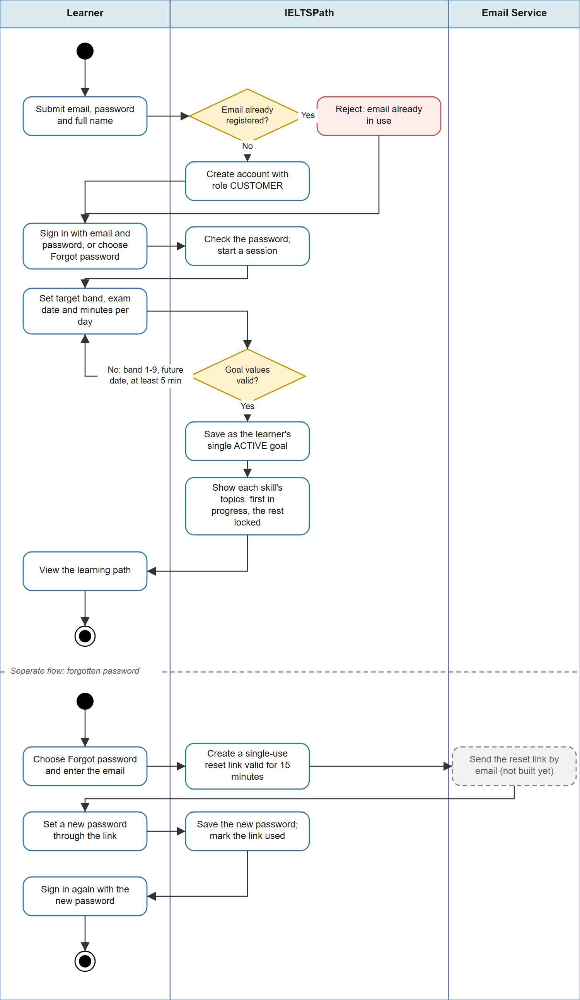 Learner
IELTSPath
Email Service
Submit email, password
and full name
Email already
registered?
Yes
Reject: email already
in use
No
Create account with
role CUSTOMER
Sign in with email and
password, or choose
Forgot password
Check the password;
start a session
Set target band, exam
date and minutes per
day
No: band 1-9, future
date, at least 5 min
Goal values
valid?
Yes
Save as the learner's
single ACTIVE goal
Show each skill's
topics: first in
progress, the rest
locked
View the learning path
Separate flow: forgotten password
Choose Forgot password
and enter the email
Create a single-use
reset link valid for 15
minutes
Send the reset link by
email (not built yet)
Set a new password
through the link
Save the new password;
mark the link used
Sign in again with the
new password